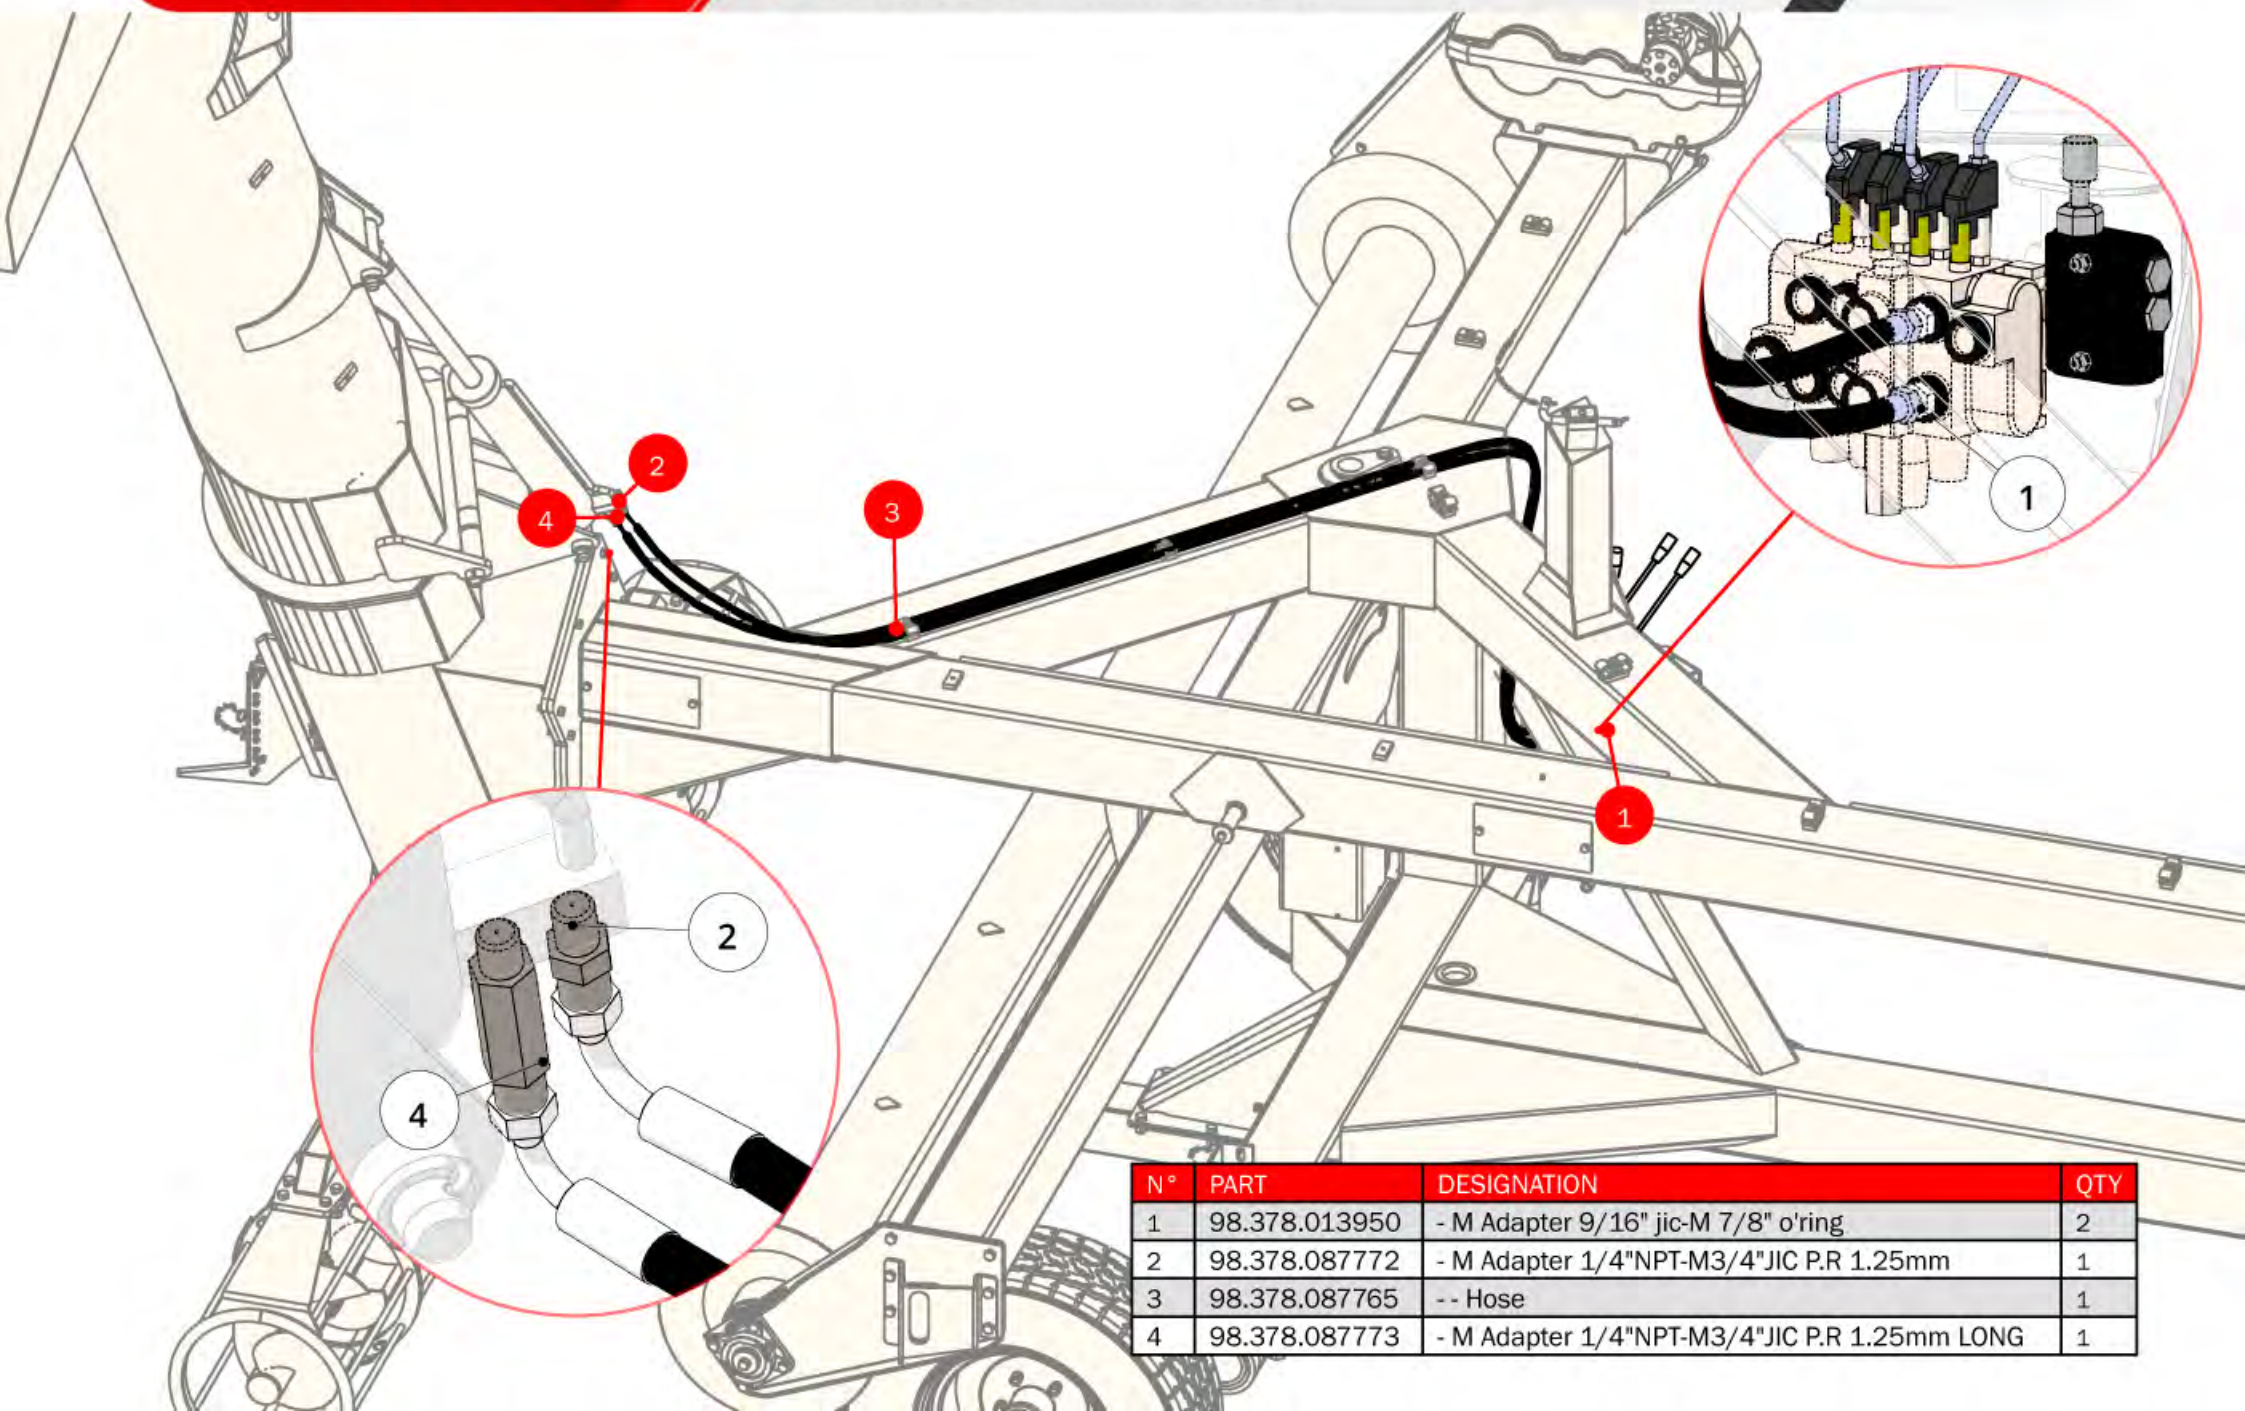 2
4
3
1
1
2
4
N° PART DESIGNATION QTY
1 98.378.013950 - M Adapter 9/16" jic-M 7/8" o'ring 2
2 98.378.087772 - M Adapter 1/4"NPT-M3/4"JIC P.R 1.25mm 1
3 98.378.087765 - - Hose 1
4 98.378.087773 - M Adapter 1/4"NPT-M3/4"JIC P.R 1.25mm LONG 1